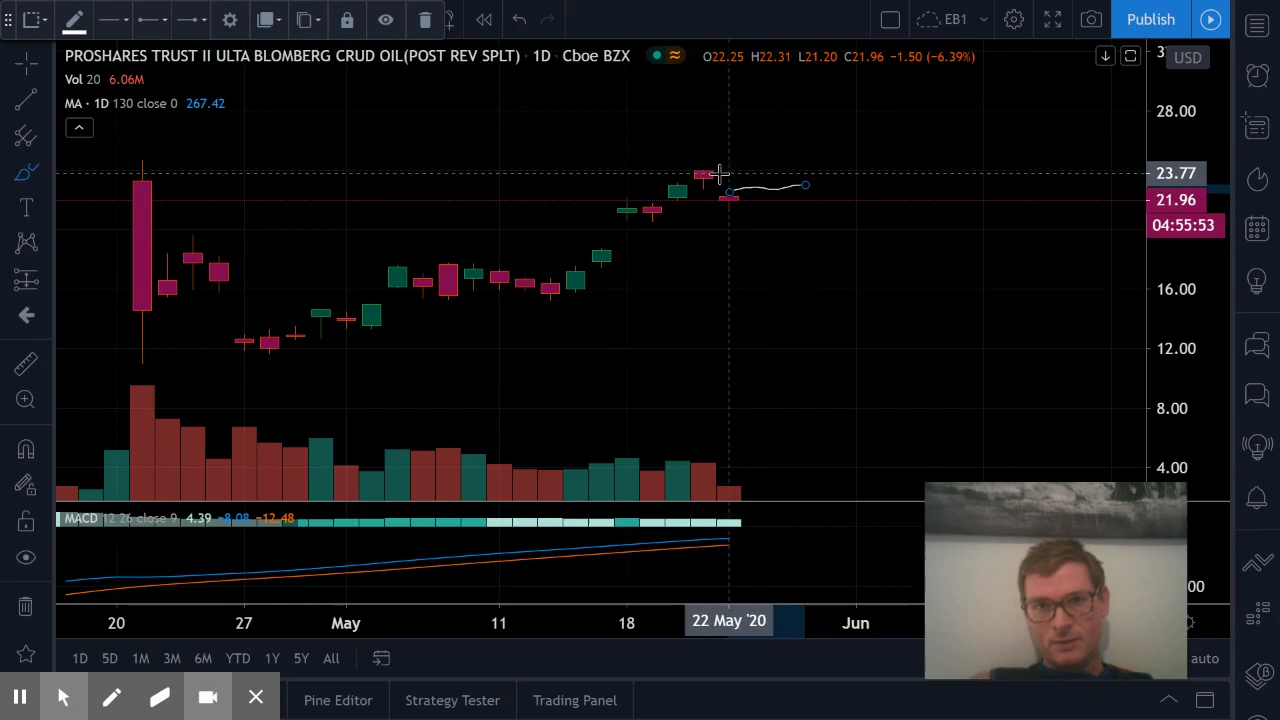 EB1
Publish
PROSHARES TRUST II ULTA BLOMBERG CRUD OIL(POST REV SPLT) · 1D · Cboe BZX
O22.25 H22.31 L21.20 C21.96 −1.50 (−6.39%)
USD
Vol 20 6.06M
MA · 1D 130 close 0 267.42
28.00
23.77
21.96
04:55:53
16.00
12.00
8.00
4.00
MACD 12 26 close 9 4.39 −8.08 −12.48
20 27 May 11 18 22 May '20 Jun
1D 5D 1M 3M 6M YTD 1Y 5Y All
auto
Pine Editor Strategy Tester Trading Panel